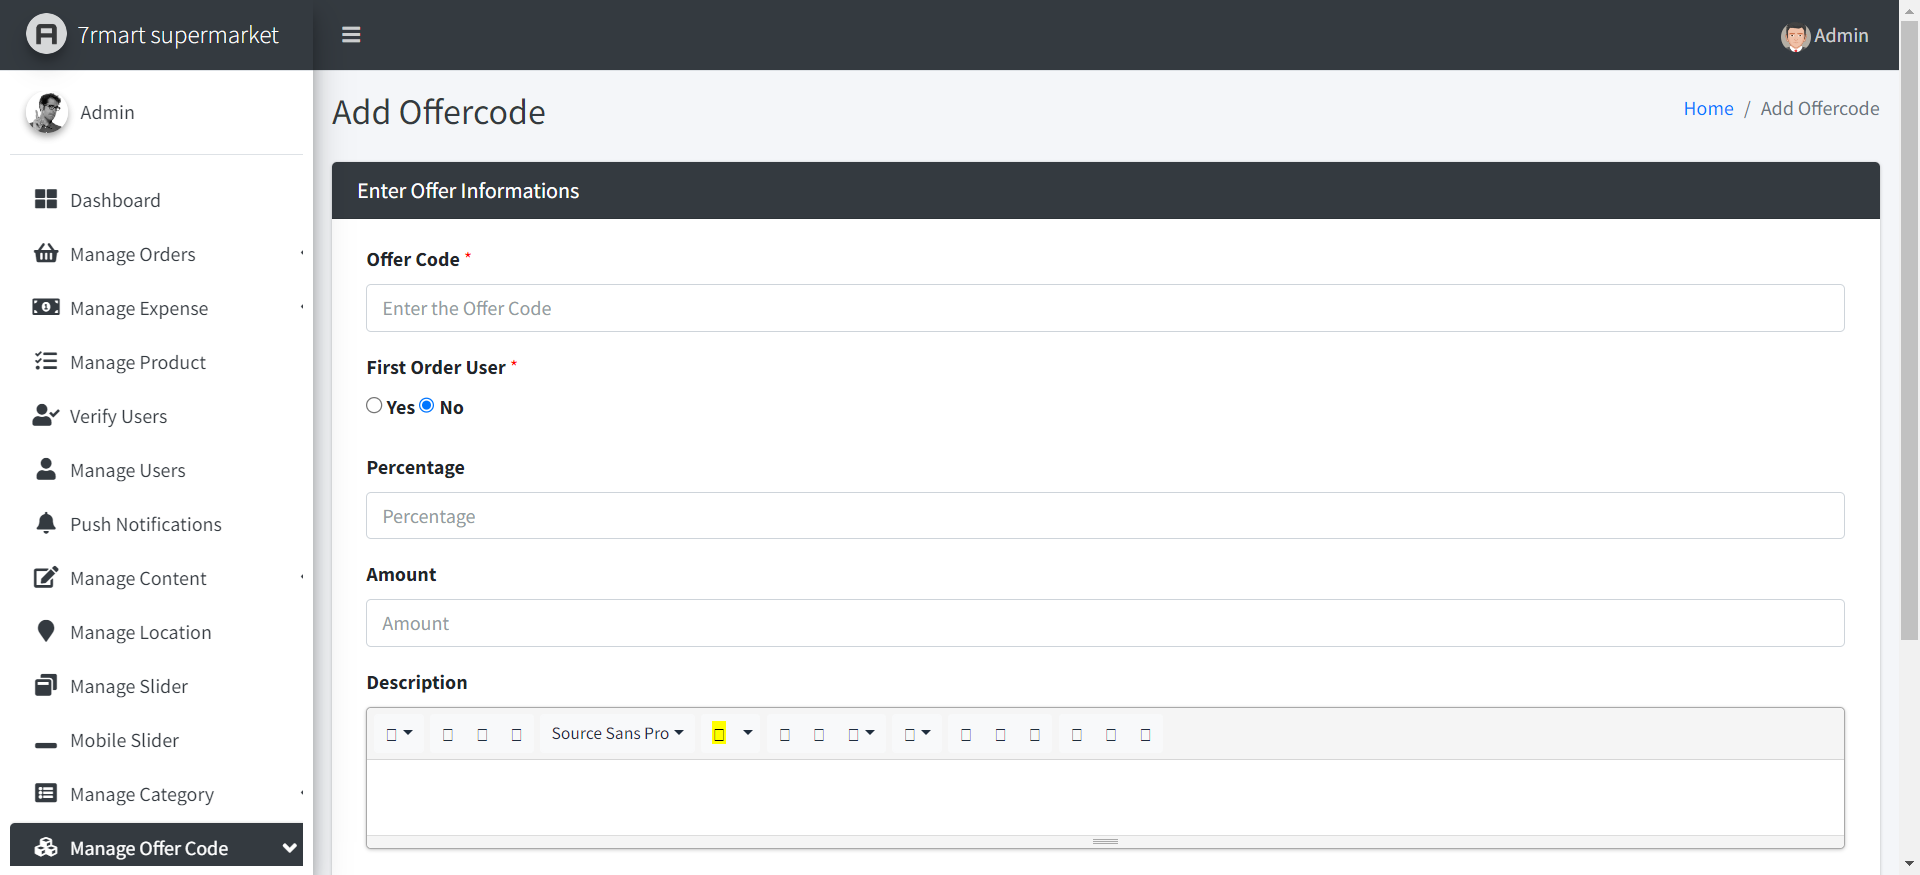 7rmart supermarket
Admin
Admin
Dashboard
Manage Orders
Manage Expense
Manage Product
Verify Users
Manage Users
Push Notifications
Manage Content
Manage Location
Manage Slider
Mobile Slider
Manage Category
Manage Offer Code
Add Offercode
Home / Add Offercode
Enter Offer Informations
Offer Code *
Enter the Offer Code
First Order User *
Yes No
Percentage
Percentage
Amount
Amount
Description
Source Sans Pro